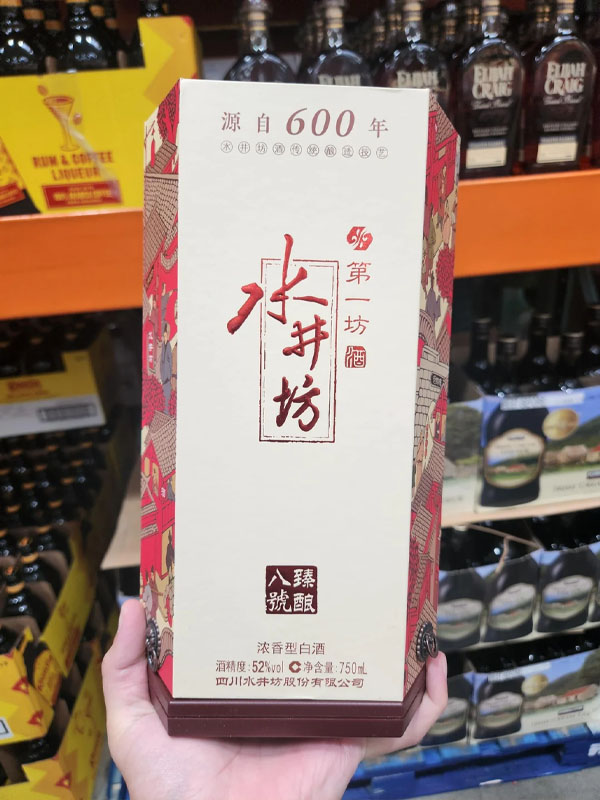 源自600年
水井坊酒传统酿造技艺
水井坊
第一坊
酒
臻酿
八號
浓香型白酒
酒精度:52%vol C净含量:750mL
四川水井坊股份有限公司
RUM & COFFEE
LIQUEUR
ELIJAH
CRAIG
ELIJAH
CRAIG